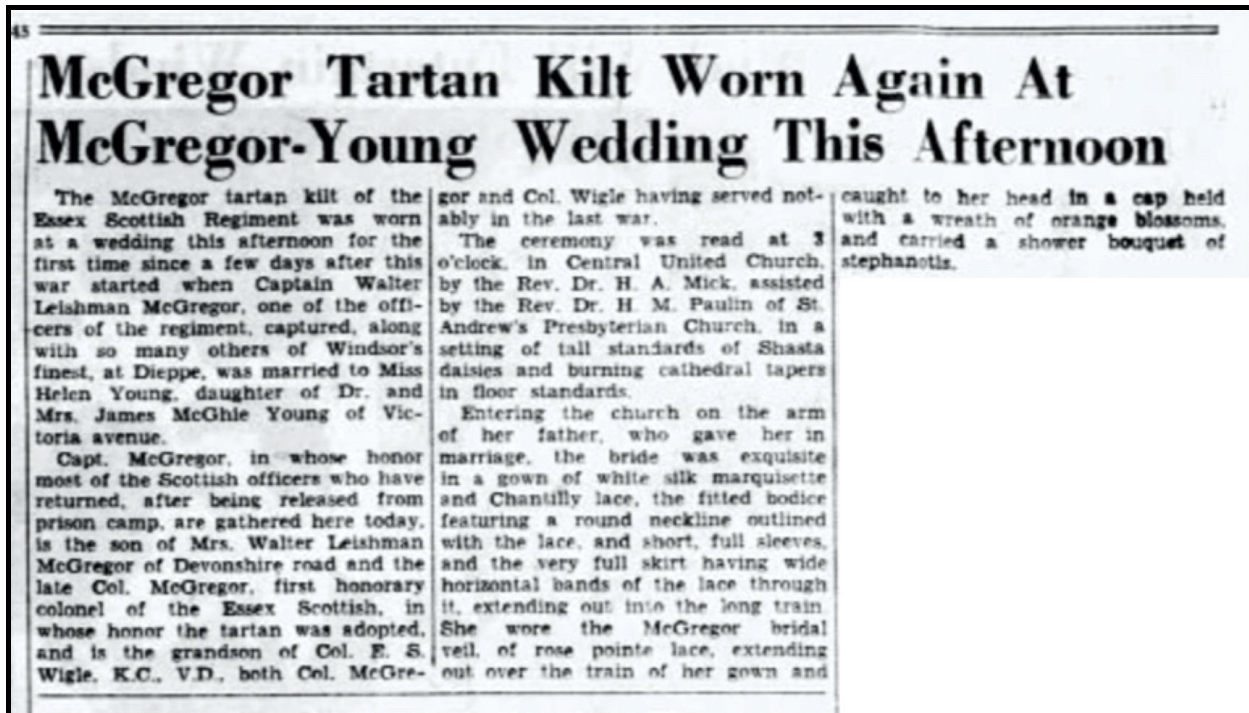 45
McGregor Tartan Kilt Worn Again At
McGregor-Young Wedding This Afternoon
The McGregor tartan kilt of the
Essex Scottish Regiment was worn
at a wedding this afternoon for the
first time since a few days after this
war started when Captain Walter
Leishman McGregor, one of the offi-
cers of the regiment, captured, along
with so many others of Windsor's
finest, at Dieppe, was married to Miss
Helen Young, daughter of Dr. and
Mrs. James McGhie Young of Vic-
toria avenue.
Capt. McGregor, in whose honor
most of the Scottish officers who have
returned, after being released from
prison camp, are gathered here today,
is the son of Mrs. Walter Leishman
McGregor of Devonshire road and the
late Col. McGregor, first honorary
colonel of the Essex Scottish, in
whose honor the tartan was adopted,
and is the grandson of Col. E. S.
Wigle, K.C., V.D., both Col. McGre-
gor and Col. Wigle having served not-
ably in the last war.
The ceremony was read at 3
o'clock, in Central United Church,
by the Rev. Dr. H. A. Mick, assisted
by the Rev. Dr. H. M. Paulin of St.
Andrew's Presbyterian Church, in a
setting of tall standards of Shasta
daisies and burning cathedral tapers
in floor standards.
Entering the church on the arm
of her father, who gave her in
marriage, the bride was exquisite
in a gown of white silk marquisette
and Chantilly lace, the fitted bodice
featuring a round neckline outlined
with the lace, and short, full sleeves,
and the very full skirt having wide
horizontal bands of the lace through
it, extending out into the long train.
She wore the McGregor bridal
veil, of rose pointe lace, extending
out over the train of her gown and
caught to her head in a cap held
with a wreath of orange blossoms,
and carried a shower bouquet of
stephanotis.